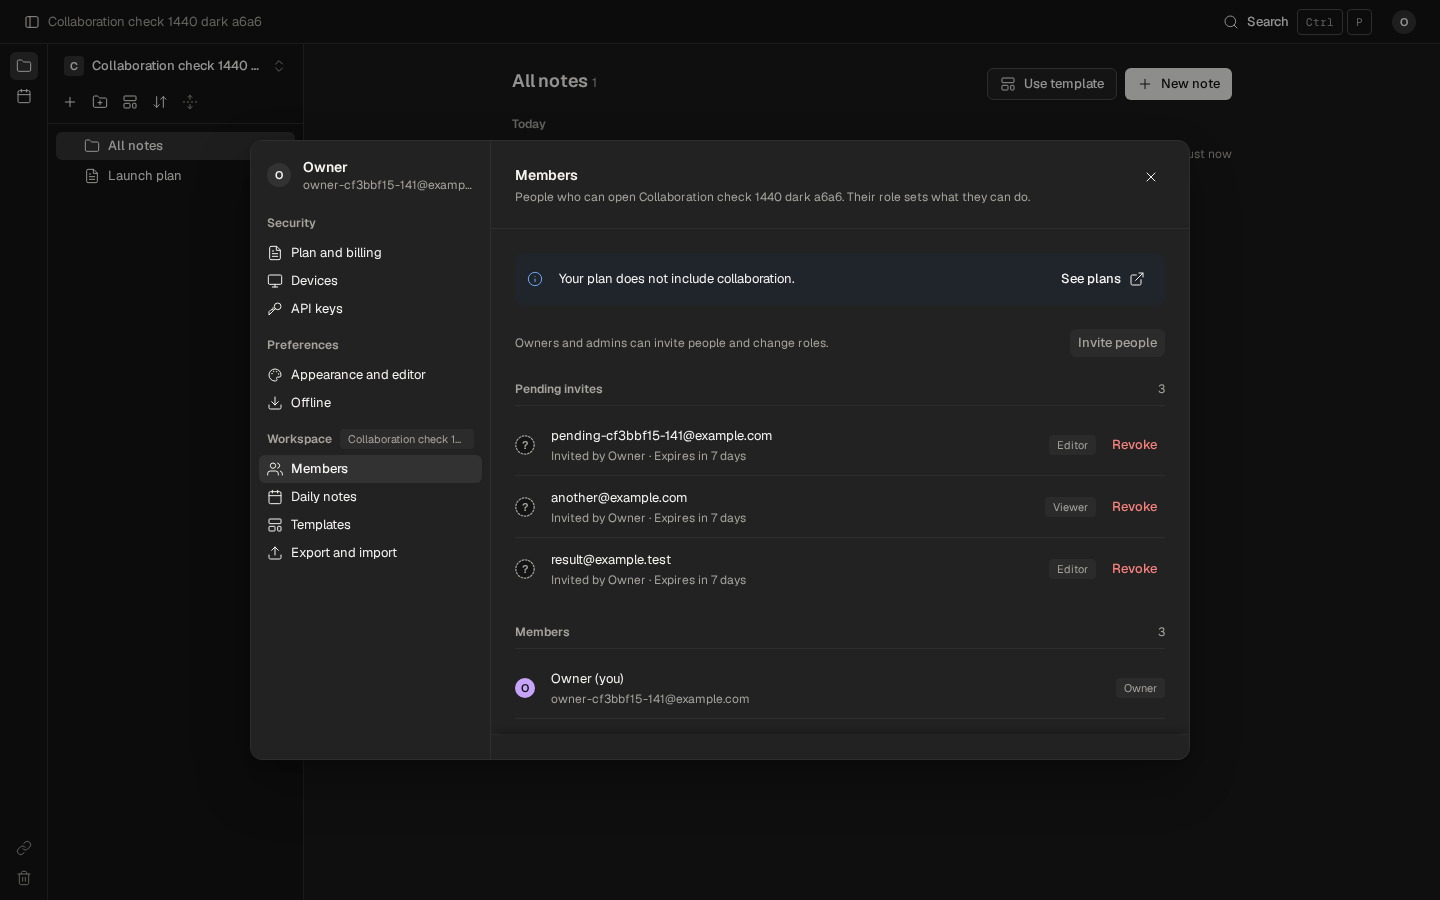 Collaboration check 1440 dark a6a6
Search Ctrl P O
C Collaboration check 1440 ...
All notes 1
Use template
New note
Today
All notes
Launch plan
ust now
O Owner
owner-cf3bbf15-141@examp...
Security
Plan and billing
Devices
API keys
Preferences
Appearance and editor
Offline
Workspace Collaboration check 1...
Members
Daily notes
Templates
Export and import
Members
People who can open Collaboration check 1440 dark a6a6. Their role sets what they can do.
Your plan does not include collaboration. See plans
Owners and admins can invite people and change roles. Invite people
Pending invites 3
? pending-cf3bbf15-141@example.com
Invited by Owner · Expires in 7 days
Editor Revoke
? another@example.com
Invited by Owner · Expires in 7 days
Viewer Revoke
? result@example.test
Invited by Owner · Expires in 7 days
Editor Revoke
Members 3
O Owner (you)
owner-cf3bbf15-141@example.com
Owner